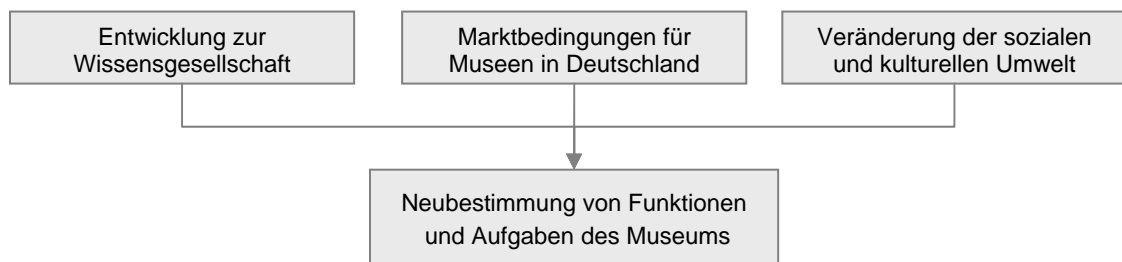 Entwicklung zur
Wissensgesellschaft
Marktbedingungen für
Museen in Deutschland
Veränderung der sozialen
und kulturellen Umwelt
Neubestimmung von Funktionen
und Aufgaben des Museums